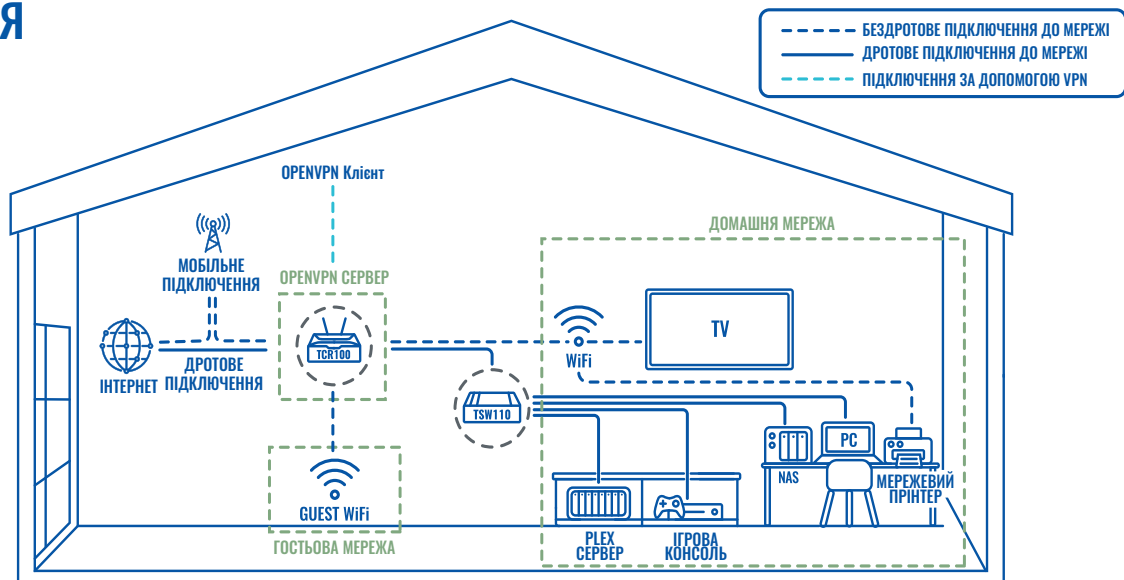 Я
БЕЗДРОТОВЕ ПІДКЛЮЧЕННЯ ДО МЕРЕЖІ
ДРОТОВЕ ПІДКЛЮЧЕННЯ ДО МЕРЕЖІ
ПІДКЛЮЧЕННЯ ЗА ДОПОМОГОЮ VPN
OPENVPN Клієнт
ДОМАШНЯ МЕРЕЖА
МОБІЛЬНЕ
ПІДКЛЮЧЕННЯ
OPENVPN СЕРВЕР
TCR100
TV
WiFi
ІНТЕРНЕТ
ДРОТОВЕ
ПІДКЛЮЧЕННЯ
TSW110
PC
NAS
МЕРЕЖЕВИЙ
ПРІНТЕР
GUEST WiFi
ГОСТЬОВА МЕРЕЖА
PLEX
СЕРВЕР
ІГРОВА
КОНСОЛЬ